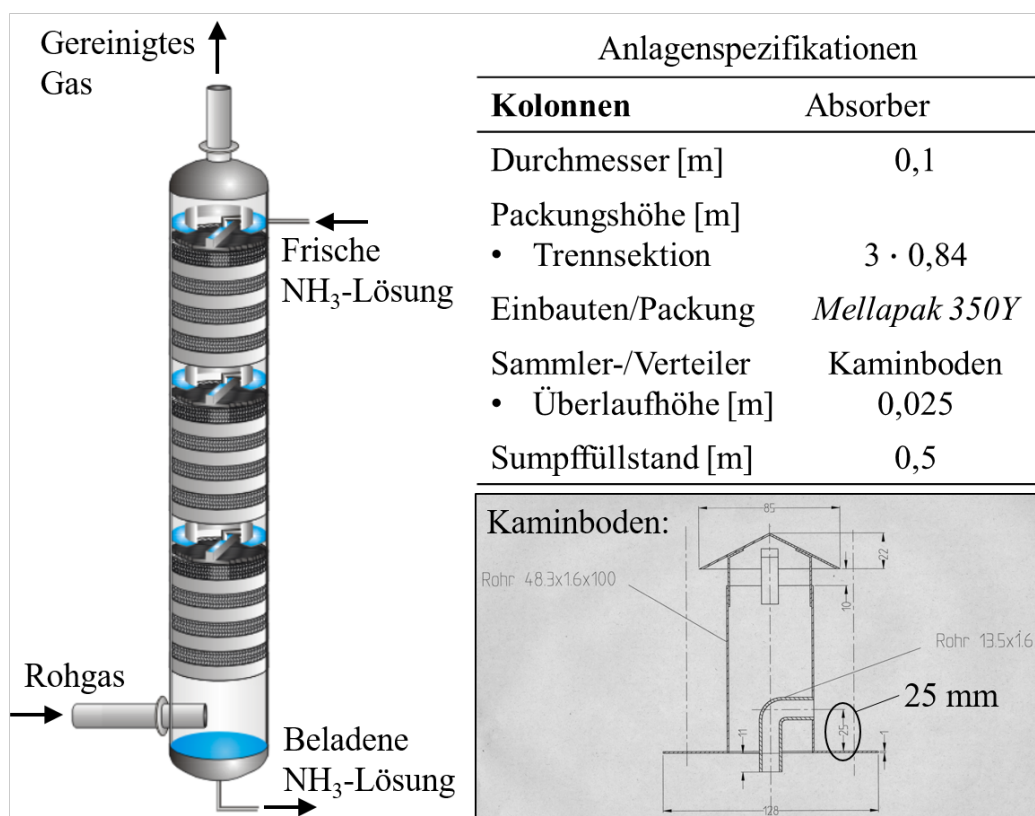 Gereinigtes
Gas
Frische
NH₃-Lösung
Rohgas
Beladene
NH₃-Lösung
Anlagenspezifikationen
Kolonnen Absorber
Durchmesser [m] 0,1
Packungshöhe [m]
• Trennsektion 3 · 0,84
Einbauten/Packung Mellapak 350Y
Sammler-/Verteiler Kaminboden
• Überlaufhöhe [m] 0,025
Sumpffüllstand [m] 0,5
Kaminboden:
85
22
Rohr 48.3x1.6x100
10
Rohr 13.5x1.6
25 mm
11
25
1
128